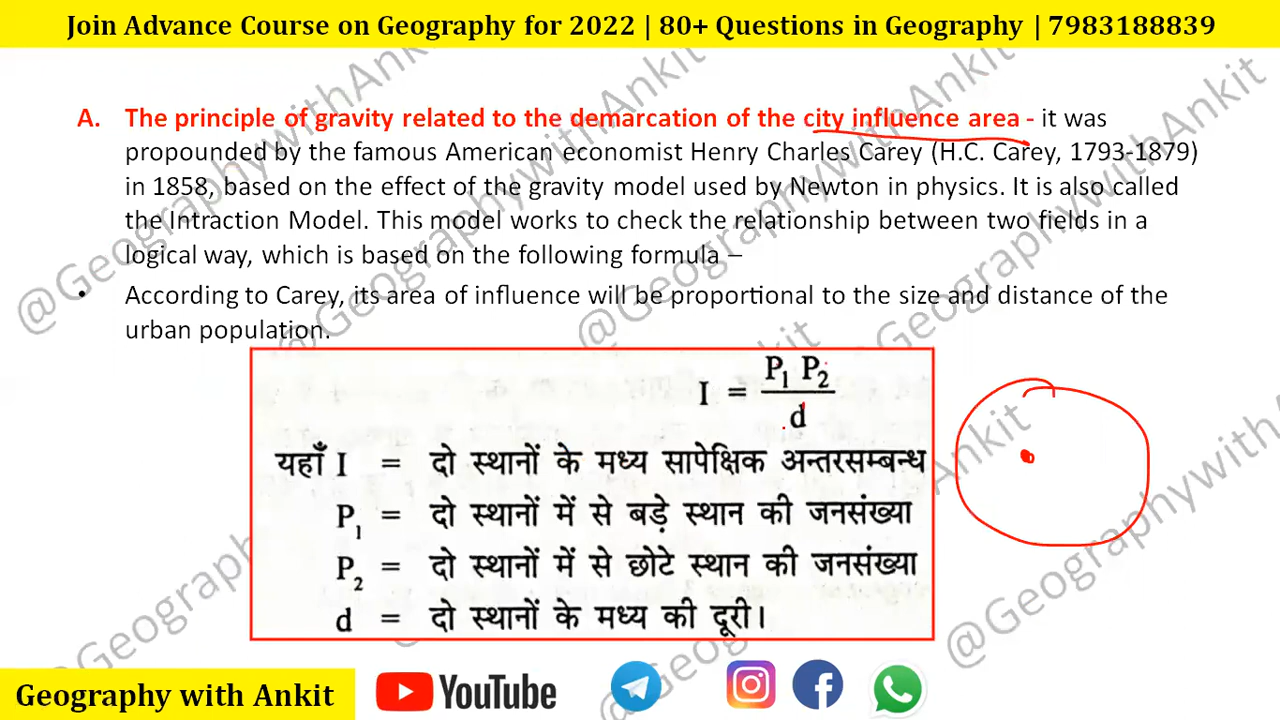 Join Advance Course on Geography for 2022 | 80+ Questions in Geography | 7983188839
A. The principle of gravity related to the demarcation of the city influence area - it was
propounded by the famous American economist Henry Charles Carey (H.C. Carey, 1793-1879)
in 1858, based on the effect of the gravity model used by Newton in physics. It is also called
the Intraction Model. This model works to check the relationship between two fields in a
logical way, which is based on the following formula –
• According to Carey, its area of influence will be proportional to the size and distance of the
urban population.
I = P₁ P₂ / d
यहाँ I = दो स्थानों के मध्य सापेक्षिक अन्तरसम्बन्ध
P₁ = दो स्थानों में से बड़े स्थान की जनसंख्या
P₂ = दो स्थानों में से छोटे स्थान की जनसंख्या
d = दो स्थानों के मध्य की दूरी।
Geography with Ankit
YouTube
@GeographywithAnkit
@GeographywithAnkit
@GeographywithAnkit
@GeographywithAnkit
@GeographywithAnkit